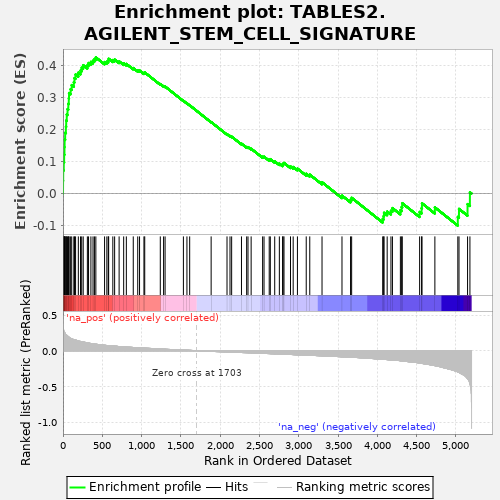 Enrichment plot: TABLES2.
AGILENT_STEM_CELL_SIGNATURE
Enrichment score (ES)
0.4
0.3
0.2
0.1
0.0
-0.1
'na_pos' (positively correlated)
Ranked list metric (PreRanked)
0.5
0.0
-0.5
-1.0
Zero cross at 1703
'na_neg' (negatively correlated)
0
500
1,000
1,500
2,000
2,500
3,000
3,500
4,000
4,500
5,000
Rank in Ordered Dataset
Enrichment profile
Hits
Ranking metric scores